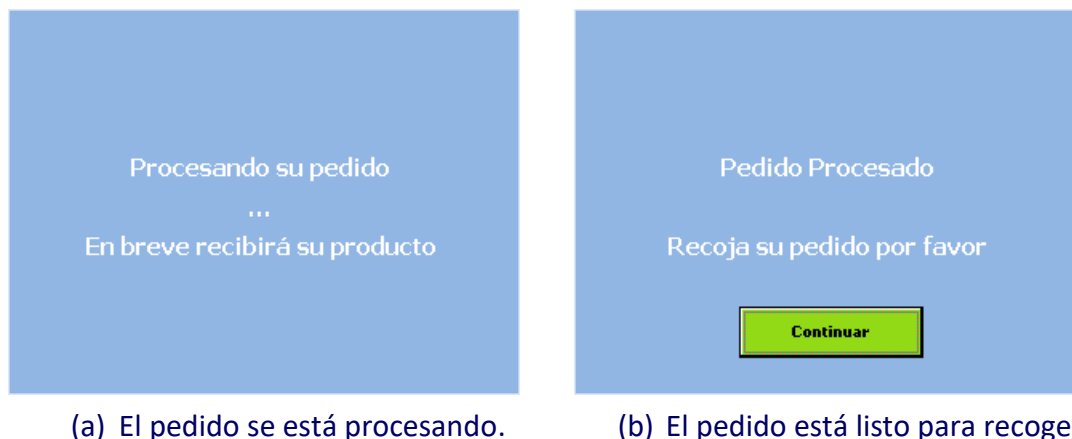 Procesando su pedido
...
En breve recibirá su producto
Pedido Procesado
Recoja su pedido por favor
Continuar
(a) El pedido se está procesando.
(b) El pedido está listo para recoge